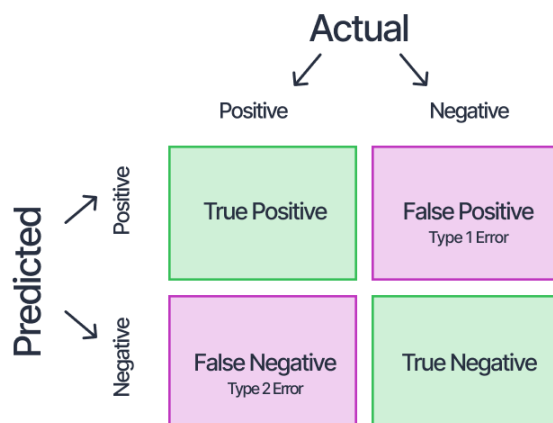 Actual
Positive
Negative
Predicted
Positive
True Positive
False Positive
Type 1 Error
Negative
False Negative
Type 2 Error
True Negative